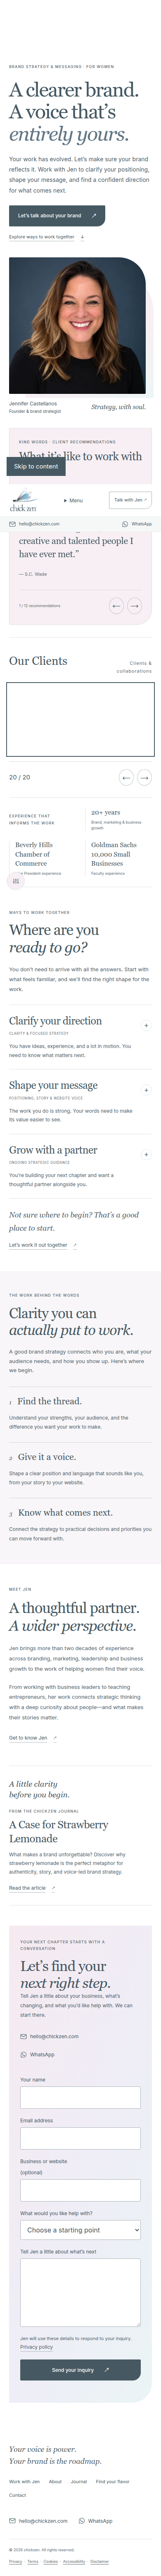 BRAND STRATEGY & MESSAGING · FOR WOMEN
A clearer brand.
A voice that's
entirely yours.
Your work has evolved. Let's make sure your brand
reflects it. Work with Jen to clarify your positioning,
shape your message, and find a confident direction
for what comes next.
Let's talk about your brand ↗
Explore ways to work together ↓
Jennifer Castellanos
Founder & brand strategist
Strategy, with soul.
KIND WORDS · CLIENT RECOMMENDATIONS
what it's like to work with
Skip to content
chickzen
Menu
Talk with Jen ↗
hello@chickzen.com
WhatsApp
creative and talented people I
have ever met.”
— S.C. Wade
1 / 12 recommendations
← →
Our Clients
Clients &
collaborations
20 / 20
← →
EXPERIENCE THAT
INFORMS THE WORK
20+ years
Brand, marketing & business
growth
Beverly Hills
Chamber of
Commerce
President experience
Goldman Sachs
10,000 Small
Businesses
Faculty experience
WAYS TO WORK TOGETHER
Where are you
ready to go?
You don't need to arrive with all the answers. Start with
what feels familiar, and we'll find the right shape for the
work.
Clarify your direction
CLARITY & FOCUSED STRATEGY
+
You have ideas, experience, and a lot in motion. You
need to know what matters next.
Shape your message
POSITIONING, STORY & WEBSITE VOICE
+
The work you do is strong. Your words need to make
its value easier to see.
Grow with a partner
ONGOING STRATEGIC GUIDANCE
+
You're building your next chapter and want a
thoughtful partner alongside you.
Not sure where to begin? That's a good
place to start.
Let's work it out together ↗
THE WORK BEHIND THE WORDS
Clarity you can
actually put to work.
A good brand strategy connects who you are, what your
audience needs, and how you show up. Here's where
we begin.
1 Find the thread.
Understand your strengths, your audience, and the
difference you want your work to make.
2 Give it a voice.
Shape a clear position and language that sounds like you,
from your story to your website.
3 Know what comes next.
Connect the strategy to practical decisions and priorities you
can move forward with.
MEET JEN
A thoughtful partner.
A wider perspective.
Jen brings more than two decades of experience
across branding, marketing, leadership and business
growth to the work of helping women find their voice.
From working with business leaders to teaching
entrepreneurs, her work connects strategic thinking
with a deep curiosity about people—and what makes
their stories matter.
Get to know Jen ↗
A little clarity
before you begin.
FROM THE CHICKZEN JOURNAL
A Case for Strawberry
Lemonade
What makes a brand unforgettable? Discover why
strawberry lemonade is the perfect metaphor for
authenticity, story, and voice-led brand strategy.
Read the article ↗
YOUR NEXT CHAPTER STARTS WITH A
CONVERSATION
Let's find your
next right step.
Tell Jen a little about your business, what's
changing, and what you'd like help with. We can
start there.
hello@chickzen.com
WhatsApp
Your name
Email address
Business or website
(optional)
What would you like help with?
Choose a starting point
Tell Jen a little about what's next
Jen will use these details to respond to your inquiry.
Privacy policy
Send your inquiry ↗
Your voice is power.
Your brand is the roadmap.
Work with Jen About Journal Find your flavor
Contact
hello@chickzen.com WhatsApp
© 2026 chickzen. All rights reserved.
Privacy · Terms · Cookies · Accessibility · Disclaimer